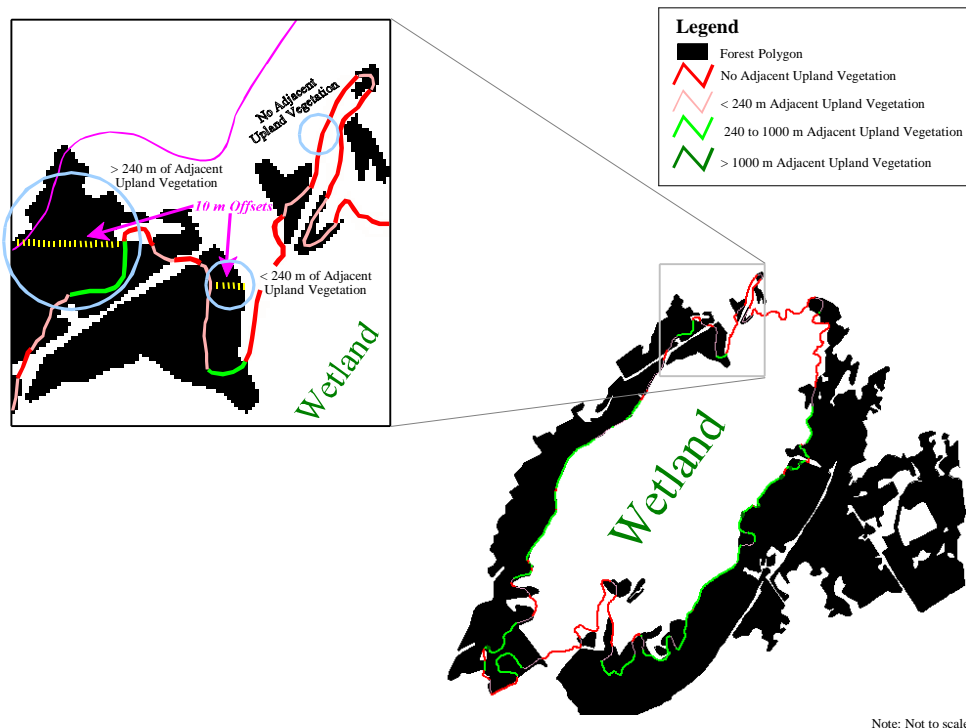 Legend
Forest Polygon
No Adjacent Upland Vegetation
< 240 m Adjacent Upland Vegetation
240 to 1000 m Adjacent Upland Vegetation
> 1000 m Adjacent Upland Vegetation
No Adjacent
Upland Vegetation
> 240 m of Adjacent
Upland Vegetation
10 m Offsets
< 240 m of Adjacent
Upland Vegetation
Wetland
Wetland
Note: Not to scale